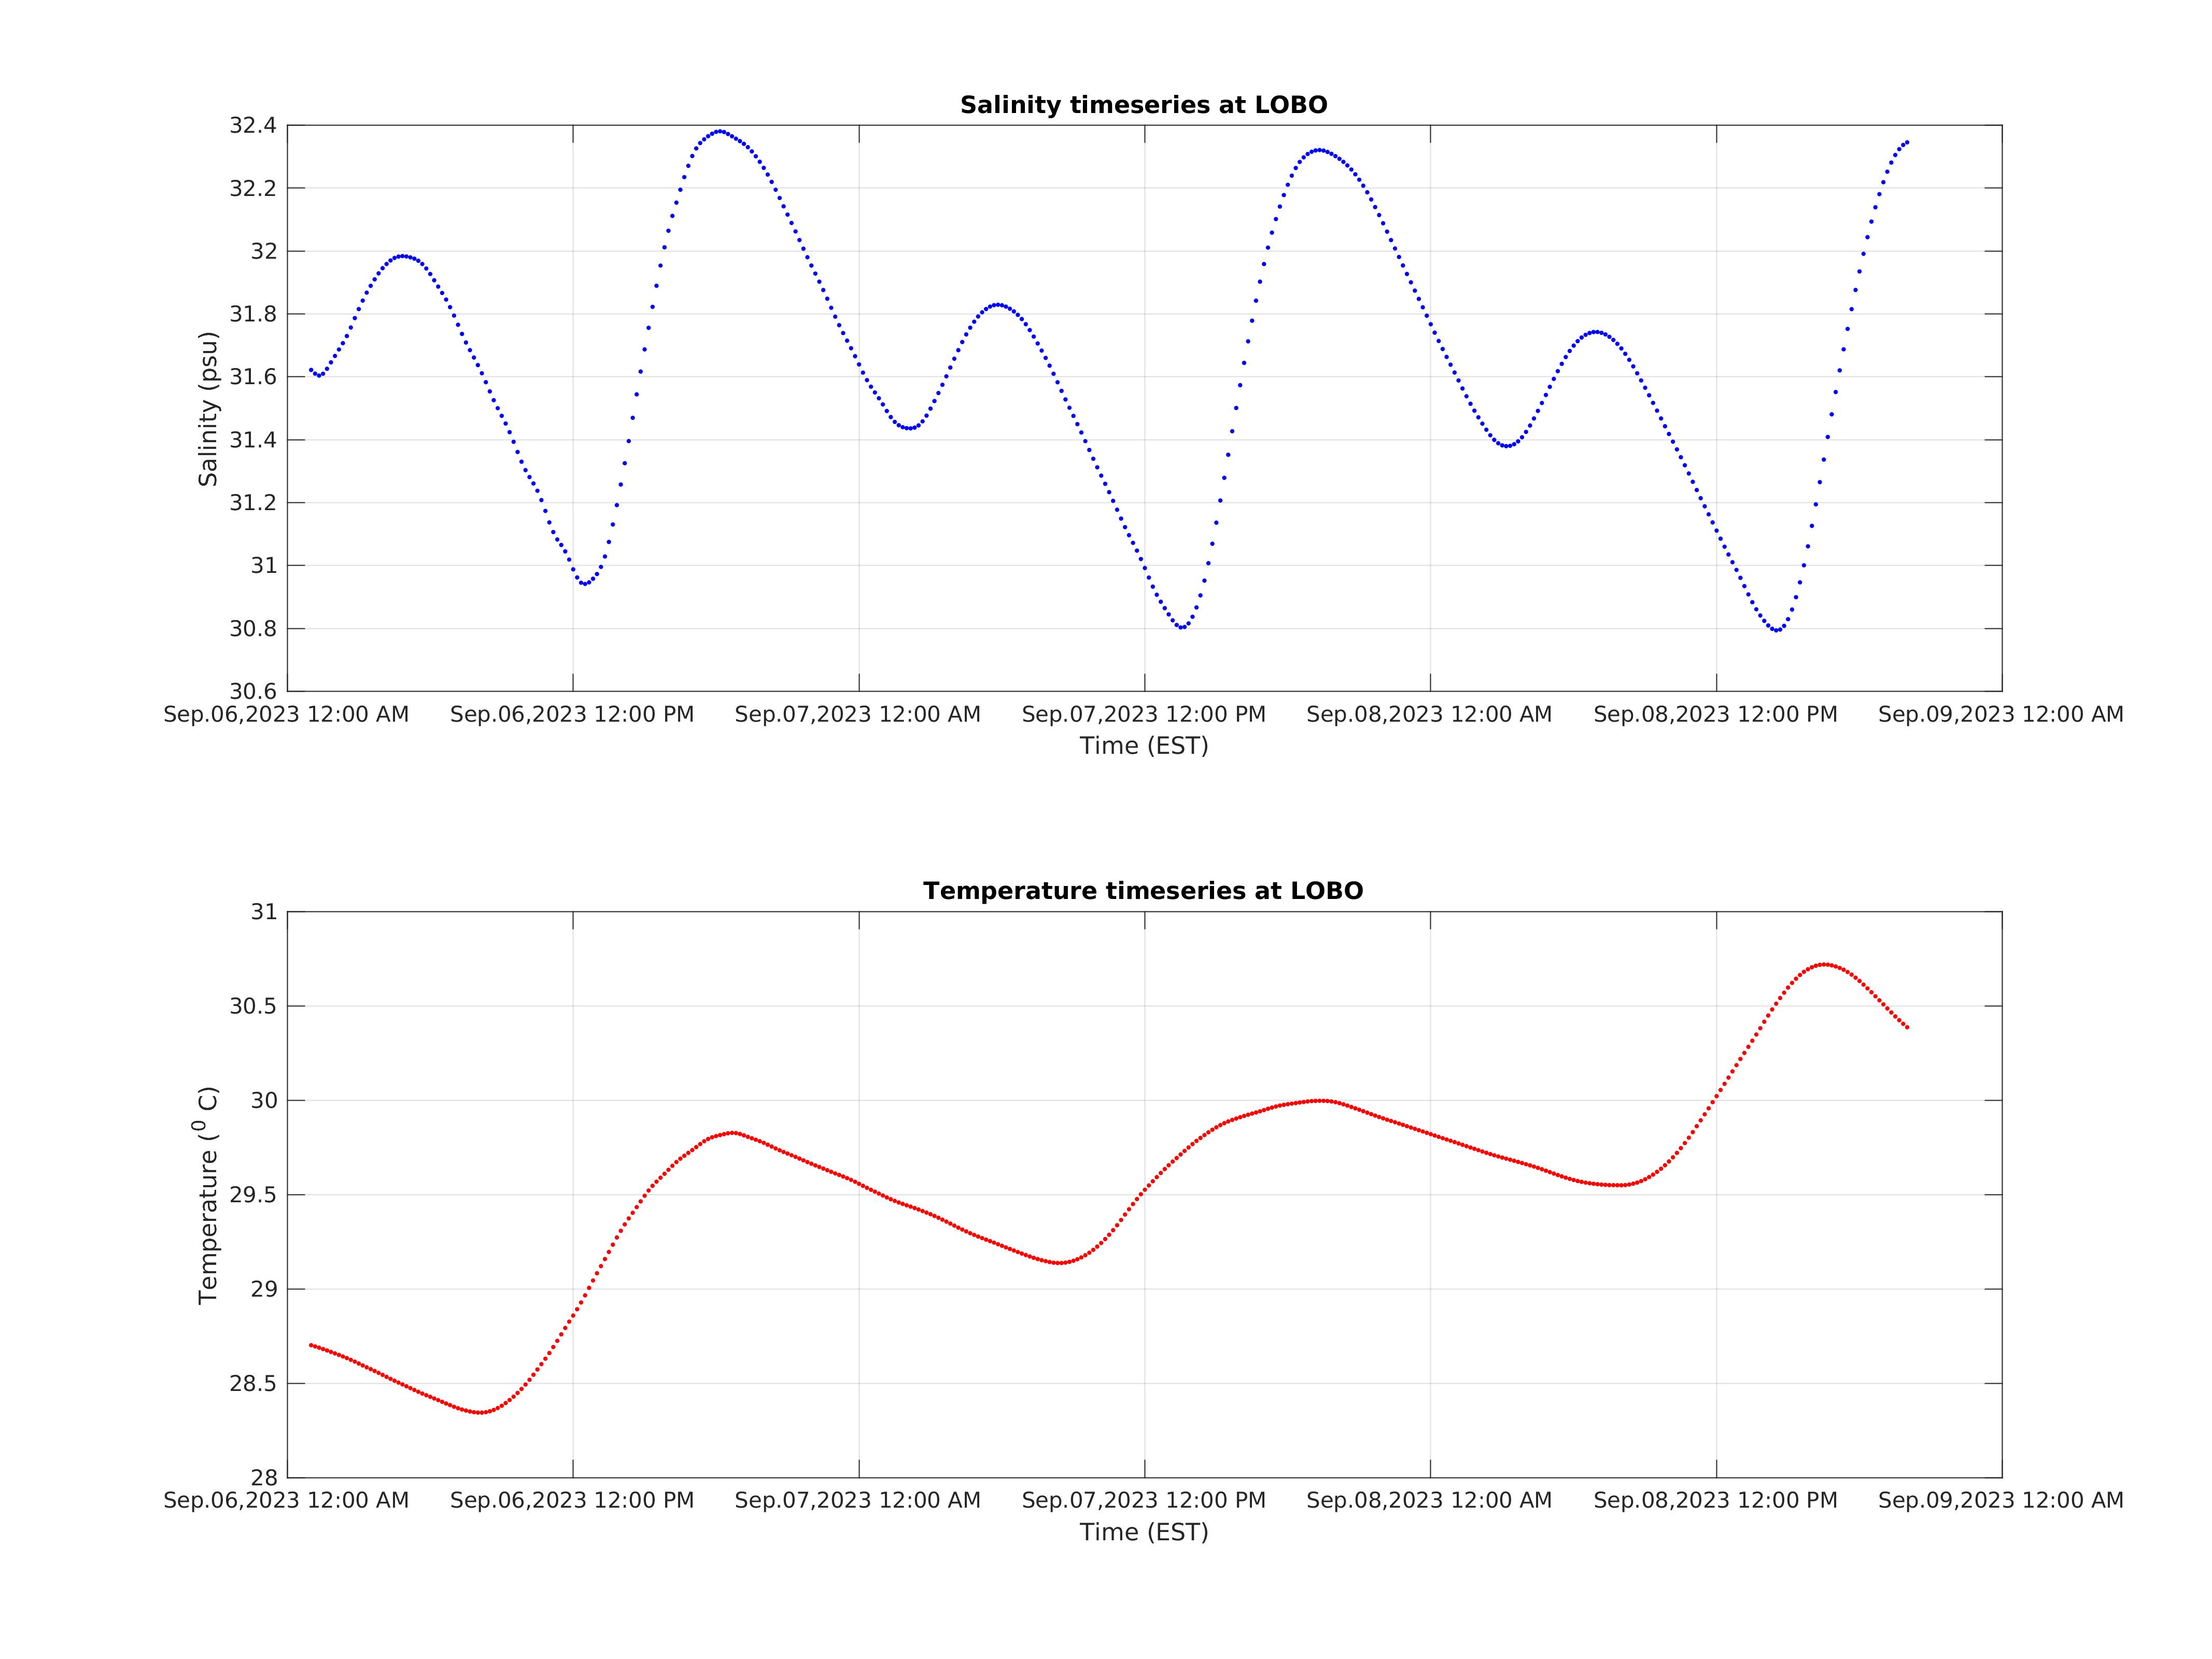 Salinity timeseries at LOBO
32.4
32.2
32
31.8
31.6
31.4
31.2
31
30.8
30.6
Salinity (psu)
Sep.06,2023 12:00 AM Sep.06,2023 12:00 PM Sep.07,2023 12:00 AM Sep.07,2023 12:00 PM Sep.08,2023 12:00 AM Sep.08,2023 12:00 PM Sep.09,2023 12:00 AM
Time (EST)
Temperature timeseries at LOBO
31
30.5
30
29.5
29
28.5
28
Temperature (⁰ C)
Sep.06,2023 12:00 AM Sep.06,2023 12:00 PM Sep.07,2023 12:00 AM Sep.07,2023 12:00 PM Sep.08,2023 12:00 AM Sep.08,2023 12:00 PM Sep.09,2023 12:00 AM
Time (EST)